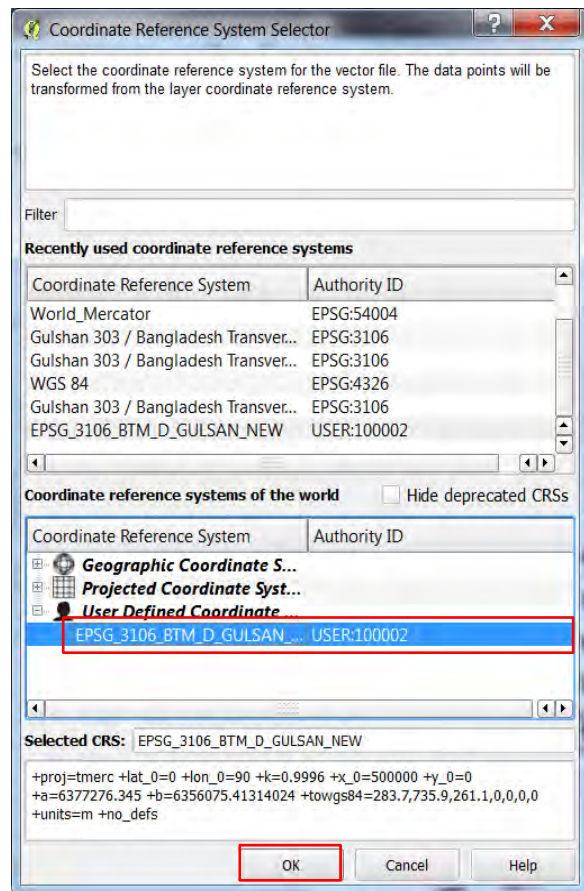 Coordinate Reference System Selector
Select the coordinate reference system for the vector file. The data points will be
transformed from the layer coordinate reference system.
Filter
Recently used coordinate reference systems
Coordinate Reference System Authority ID
World_Mercator EPSG:54004
Gulshan 303 / Bangladesh Transver... EPSG:3106
Gulshan 303 / Bangladesh Transver... EPSG:3106
WGS 84 EPSG:4326
Gulshan 303 / Bangladesh Transver... EPSG:3106
EPSG_3106_BTM_D_GULSAN_NEW USER:100002
Coordinate reference systems of the world Hide deprecated CRSs
Coordinate Reference System Authority ID
Geographic Coordinate S...
Projected Coordinate Syst...
User Defined Coordinate ...
EPSG_3106_BTM_D_GULSAN_... USER:100002
Selected CRS: EPSG_3106_BTM_D_GULSAN_NEW
+proj=tmerc +lat_0=0 +lon_0=90 +k=0.9996 +x_0=500000 +y_0=0
+a=6377276.345 +b=6356075.41314024 +towgs84=283.7,735.9,261.1,0,0,0,0
+units=m +no_defs
OK Cancel Help